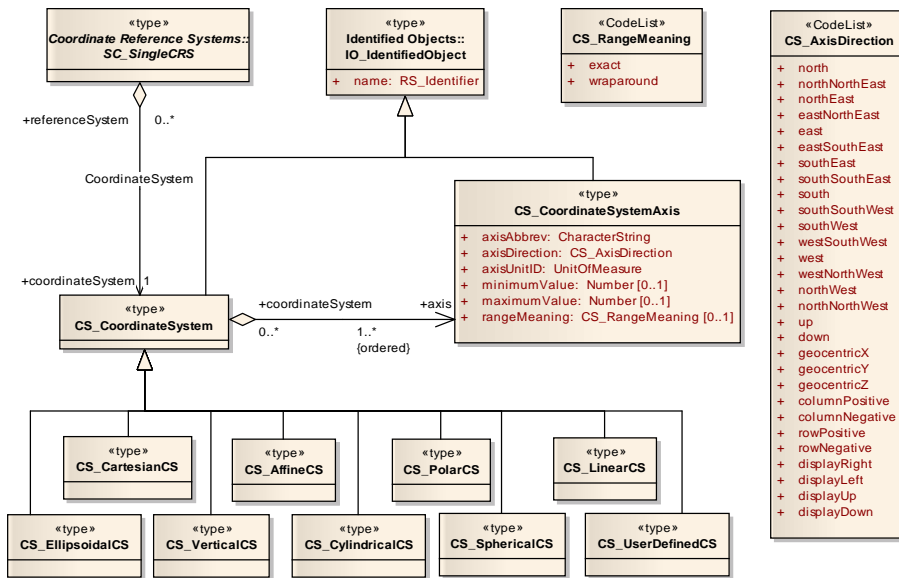 «type»
Coordinate Reference Systems::
SC_SingleCRS
«type»
Identified Objects::
IO_IdentifiedObject
+ name: RS_Identifier
«CodeList»
CS_RangeMeaning
+ exact
+ wraparound
«CodeList»
CS_AxisDirection
+ north
+ northNorthEast
+ northEast
+ eastNorthEast
+ east
+ eastSouthEast
+ southEast
+ southSouthEast
+ south
+ southSouthWest
+ southWest
+ westSouthWest
+ west
+ westNorthWest
+ northWest
+ northNorthWest
+ up
+ down
+ geocentricX
+ geocentricY
+ geocentricZ
+ columnPositive
+ columnNegative
+ rowPositive
+ rowNegative
+ displayRight
+ displayLeft
+ displayUp
+ displayDown
+referenceSystem 0..*
CoordinateSystem
+coordinateSystem 1
«type»
CS_CoordinateSystemAxis
+ axisAbbrev: CharacterString
+ axisDirection: CS_AxisDirection
+ axisUnitID: UnitOfMeasure
+ minimumValue: Number [0..1]
+ maximumValue: Number [0..1]
+ rangeMeaning: CS_RangeMeaning [0..1]
«type»
CS_CoordinateSystem
+coordinateSystem +axis
0..* 1..*
{ordered}
«type»
CS_CartesianCS
«type»
CS_AffineCS
«type»
CS_PolarCS
«type»
CS_LinearCS
«type»
CS_EllipsoidalCS
«type»
CS_VerticalCS
«type»
CS_CylindricalCS
«type»
CS_SphericalCS
«type»
CS_UserDefinedCS